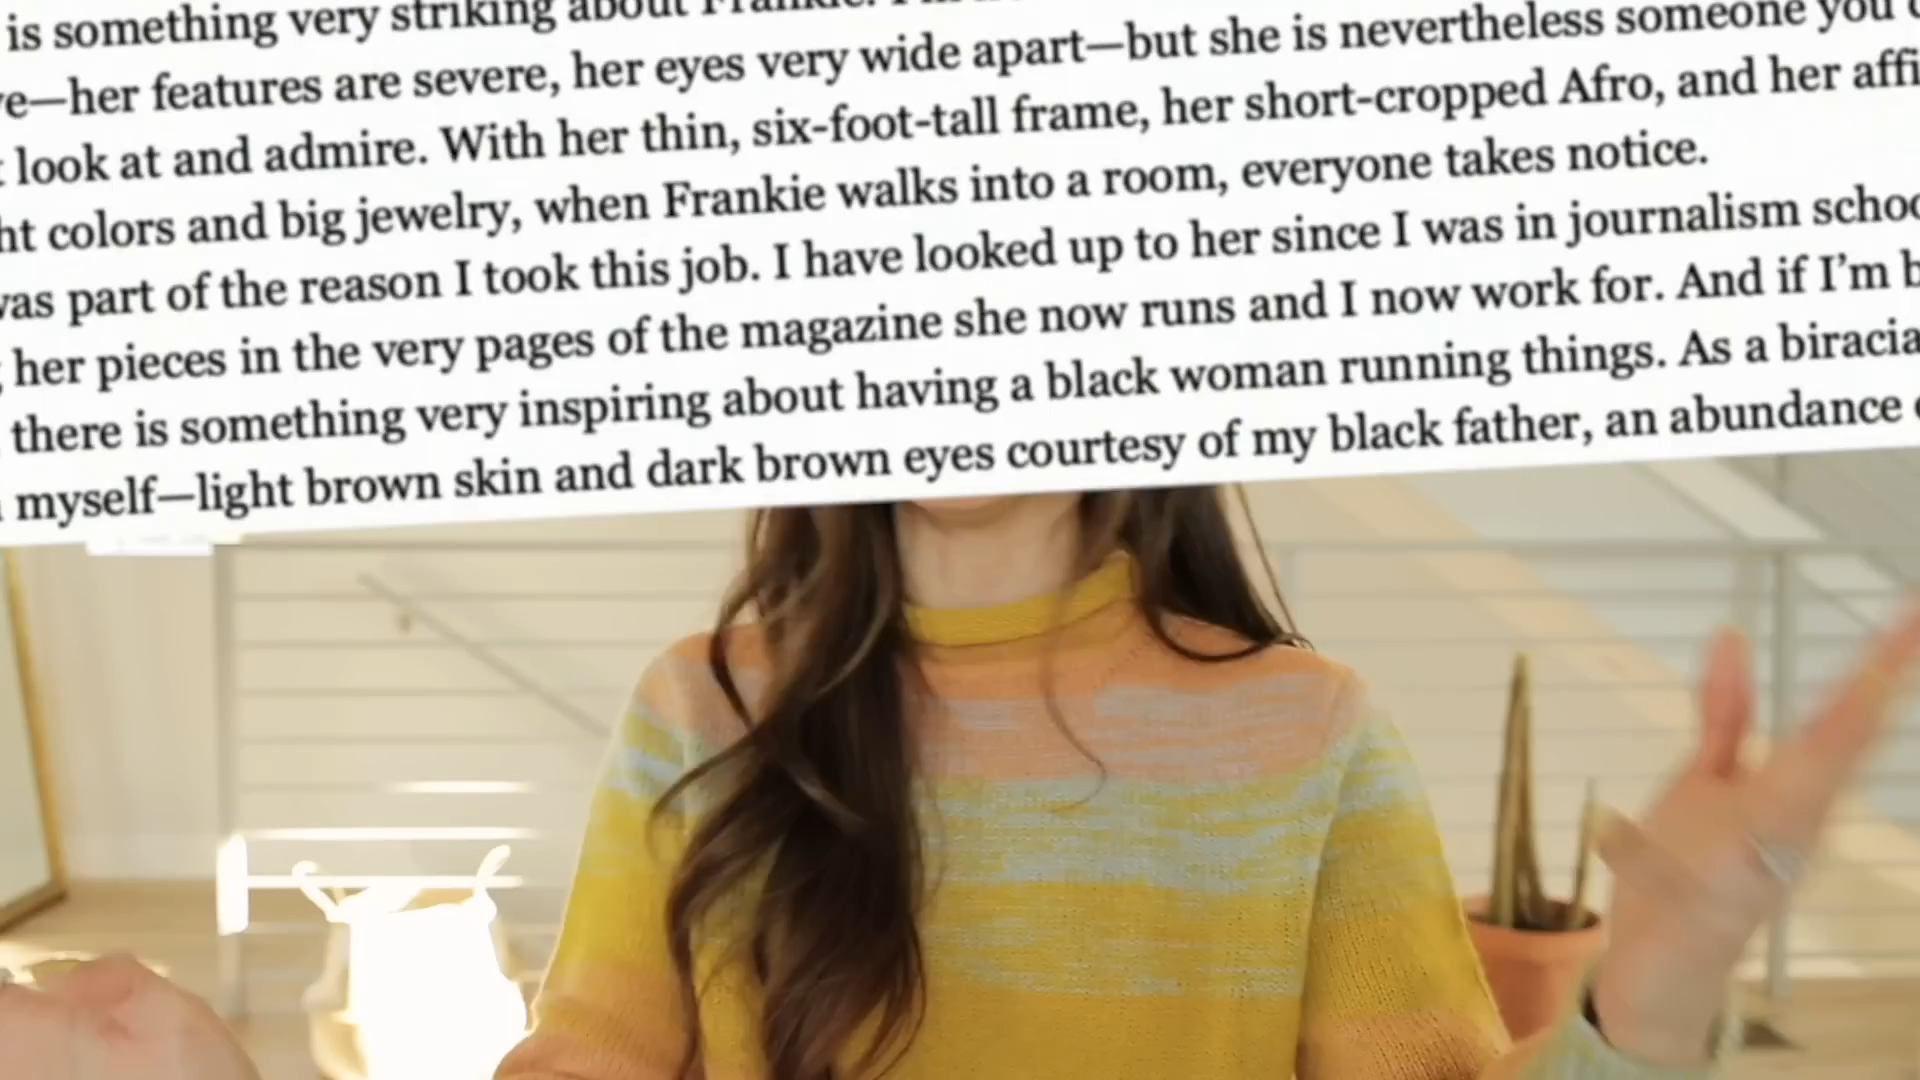 is something very striking about Frankie.
—her features are severe, her eyes very wide apart—but she is nevertheless someone you
look at and admire. With her thin, six-foot-tall frame, her short-cropped Afro, and her affi
ht colors and big jewelry, when Frankie walks into a room, everyone takes notice.
was part of the reason I took this job. I have looked up to her since I was in journalism schoo
her pieces in the very pages of the magazine she now runs and I now work for. And if I’m b
there is something very inspiring about having a black woman running things. As a biracia
myself—light brown skin and dark brown eyes courtesy of my black father, an abundance